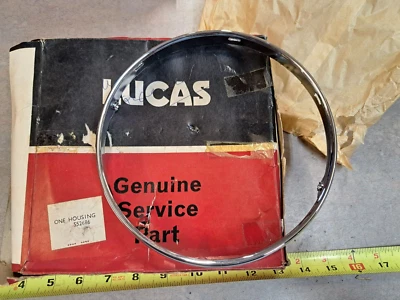 LUCAS
Genuine
Service
Part
ONE HOUSING
553686
4 5 6 7 8 9 10 11 12 13 14 15 16 17